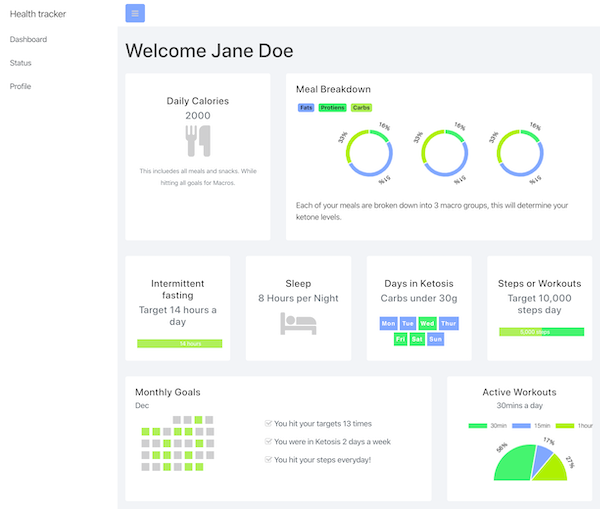 Health tracker
Dashboard
Status
Profile
Welcome Jane Doe
Daily Calories
2000
This incluedes all meals and snacks. While
hitting all goals for Macros.
Meal Breakdown
Fats Protiens Carbs
33% 16% 51%
33% 16% 51%
33% 16% 51%
Each of your meals are broken down into 3 macro groups, this will determine your
ketone levels.
Intermittent
fasting
Target 14 hours a
day
14 hours
Sleep
8 Hours per Night
Days in Ketosis
Carbs under 30g
Mon Tue Wed Thur
Fri Sat Sun
Steps or Workouts
Target 10,000
steps day
5,000 steps
Monthly Goals
Dec
You hit your targets 13 times
You were in Ketosis 2 days a week
You hit your steps everyday!
Active Workouts
30mins a day
30min 15min 1hour
56% 17% 27%